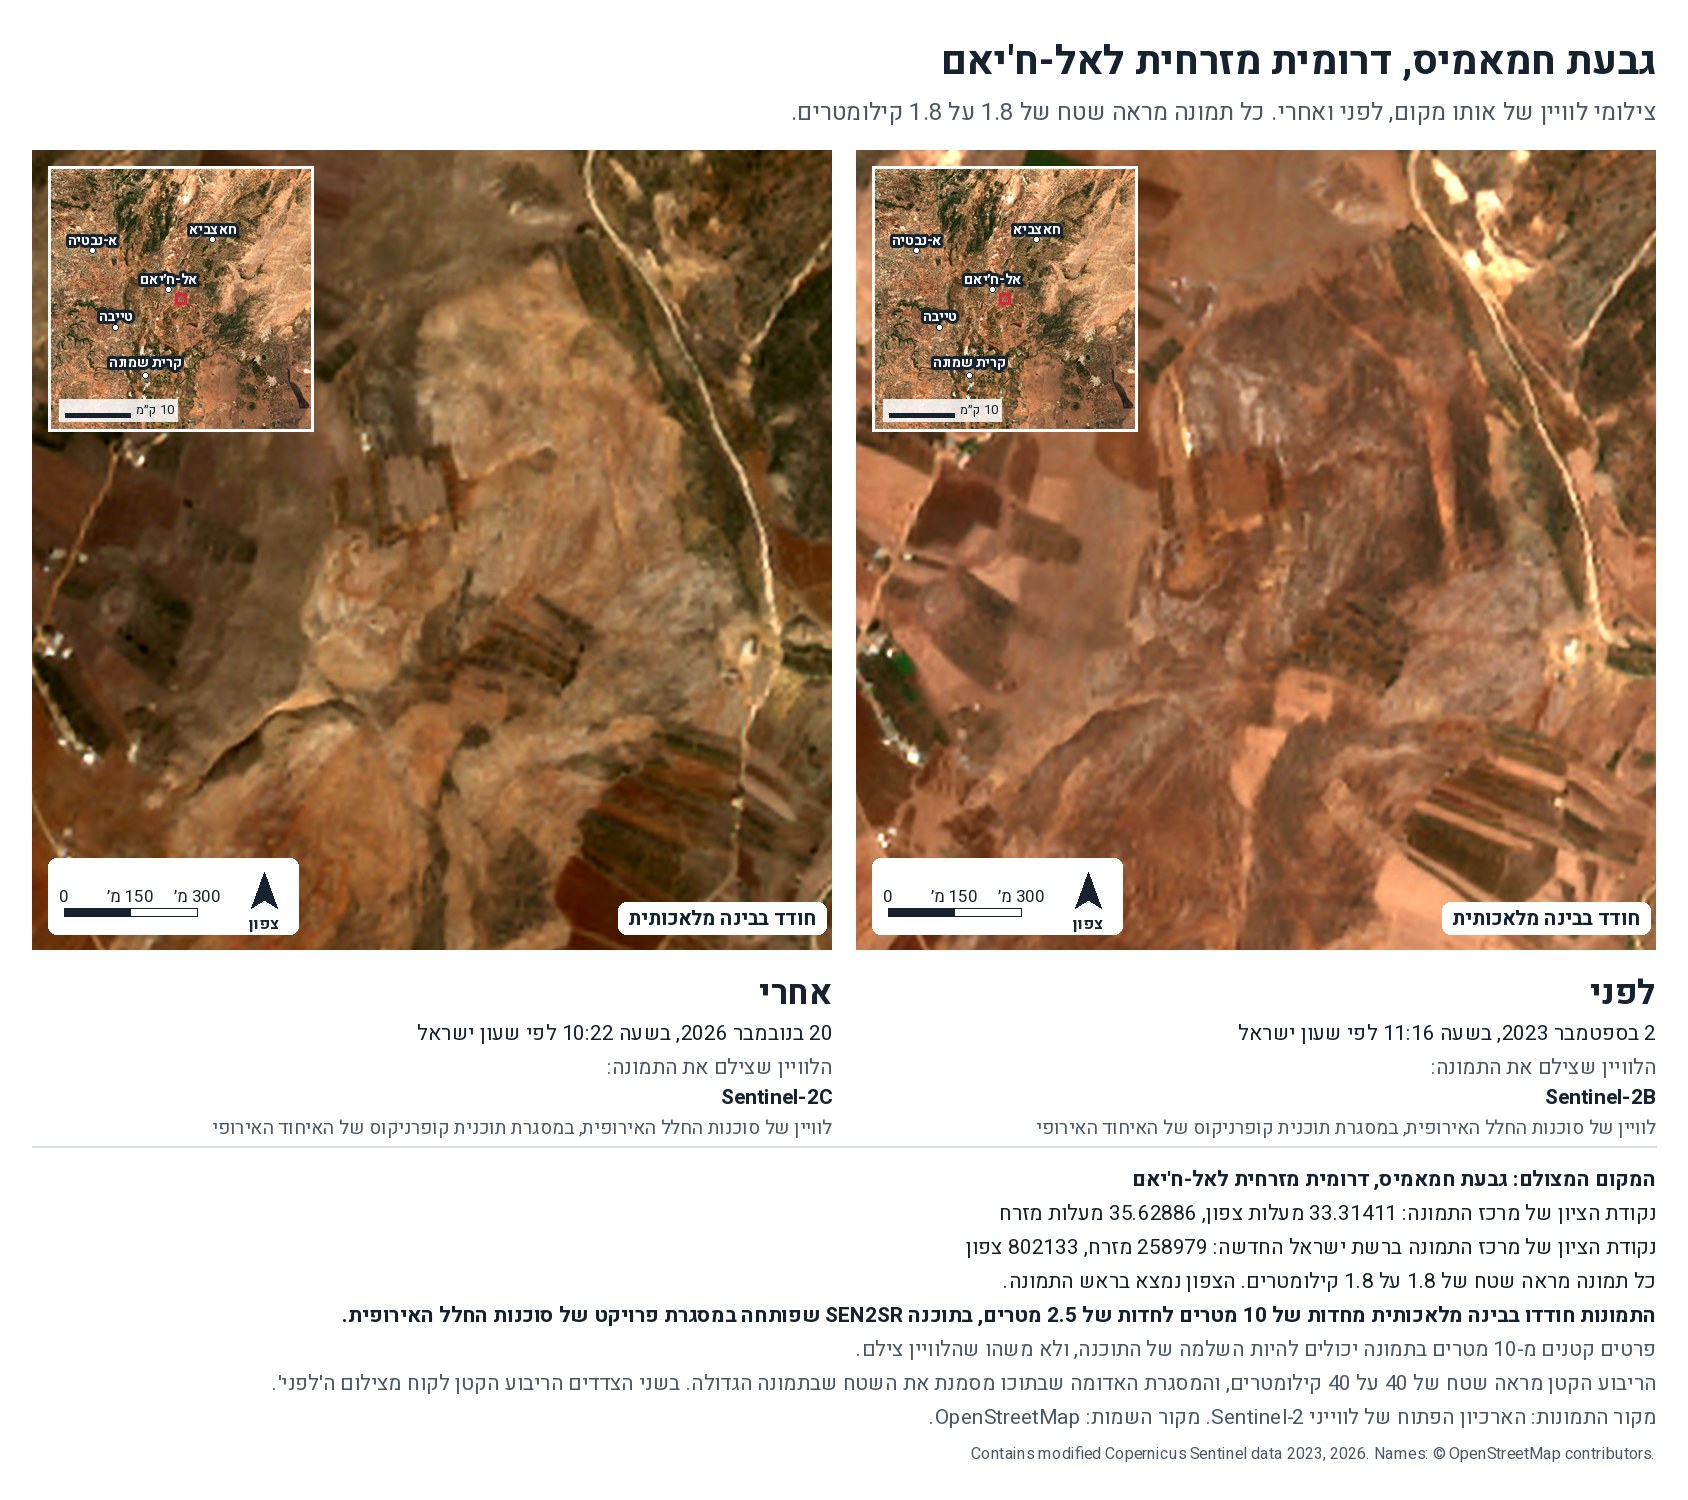 גבעת חמאמיס, דרומית מזרחית לאל-ח'יאם
צילומי לוויין של אותו מקום, לפני ואחרי. כל תמונה מראה שטח של 1.8 על 1.8 קילומטרים.
חאצביא
א-נבטיה
אל-ח'יאם
טייבה
קרית שמונה
10 ק"מ
0 150 מ' 300 מ'
צפון
חודד בבינה מלאכותית
חאצביא
א-נבטיה
אל-ח'יאם
טייבה
קרית שמונה
10 ק"מ
0 150 מ' 300 מ'
צפון
חודד בבינה מלאכותית
לפני
2 בספטמבר 2023, בשעה 11:16 לפי שעון ישראל
הלוויין שצילם את התמונה:
Sentinel-2B
לוויין של סוכנות החלל האירופית, במסגרת תוכנית קופרניקוס של האיחוד האירופי
אחרי
20 בנובמבר 2026, בשעה 10:22 לפי שעון ישראל
הלוויין שצילם את התמונה:
Sentinel-2C
לוויין של סוכנות החלל האירופית, במסגרת תוכנית קופרניקוס של האיחוד האירופי
המקום המצולם: גבעת חמאמיס, דרומית מזרחית לאל-ח'יאם
נקודת הציון של מרכז התמונה: 33.31411 מעלות צפון, 35.62886 מעלות מזרח
נקודת הציון של מרכז התמונה ברשת ישראל החדשה: 258979 מזרח, 802133 צפון
כל תמונה מראה שטח של 1.8 על 1.8 קילומטרים. הצפון נמצא בראש התמונה.
התמונות חודדו בבינה מלאכותית מחדות של 10 מטרים לחדות של 2.5 מטרים, בתוכנה SEN2SR שפותחה במסגרת פרויקט של סוכנות החלל האירופית.
פרטים קטנים מ-10 מטרים בתמונה יכולים להיות השלמה של התוכנה, ולא משהו שהלוויין צילם.
הריבוע הקטן מראה שטח של 40 על 40 קילומטרים, והמסגרת האדומה שבתוכו מסמנת את השטח שבתמונה הגדולה. בשני הצדדים הריבוע הקטן לקוח מצילום ה'לפני'.
מקור התמונות: הארכיון הפתוח של לווייני Sentinel-2. מקור השמות: OpenStreetMap.
Contains modified Copernicus Sentinel data 2023, 2026. Names: © OpenStreetMap contributors.